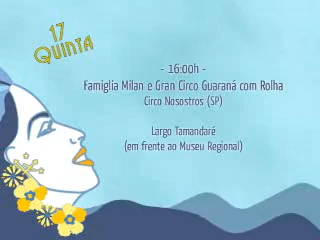 17
QUINTA
- 16:00h -
Famiglia Milan e Gran Circo Guaraná com Rolha
Circo Nosostros (SP)
Largo Tamandaré
(em frente ao Museu Regional)